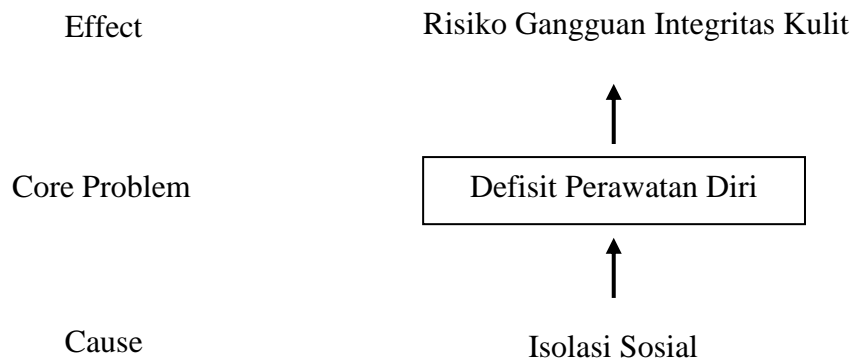 Effect Risiko Gangguan Integritas Kulit
Core Problem Defisit Perawatan Diri
Cause Isolasi Sosial